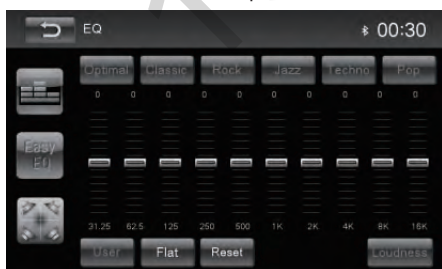 EQ 00:30
Optimal Classic Rock Jazz Techno Pop
0 0 0 0 0 0 0 0 0 0
Easy
EQ
31.25 62.5 125 250 500 1K 2K 4K 8K 16K
User Flat Reset Loudness